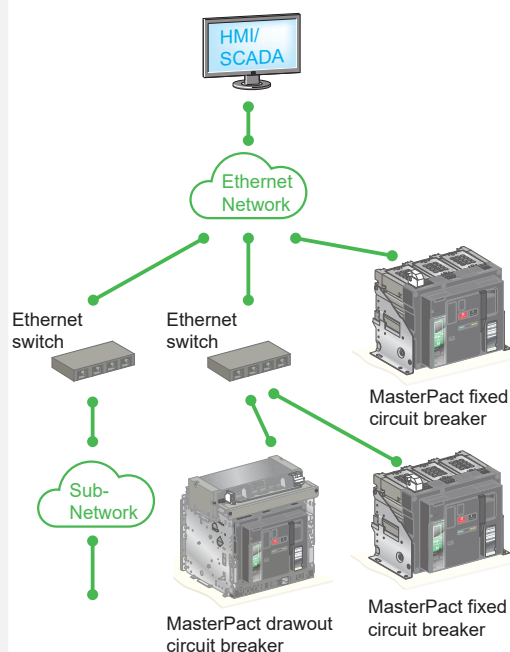 HMI/
SCADA
Ethernet
Network
Ethernet
switch
Ethernet
switch
MasterPact fixed
circuit breaker
Sub-
Network
MasterPact drawout
circuit breaker
MasterPact fixed
circuit breaker